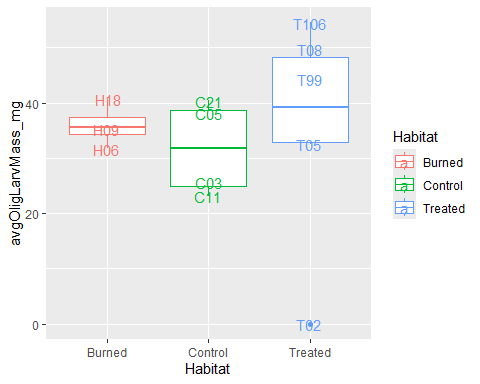 T106
T08
T99
T05
T02
H18
H09
H06
C21
C05
C03
C11
40
20
0
avgOligLarvMass_mg
Burned
Control
Treated
Habitat
Habitat
a Burned
a Control
a Treated